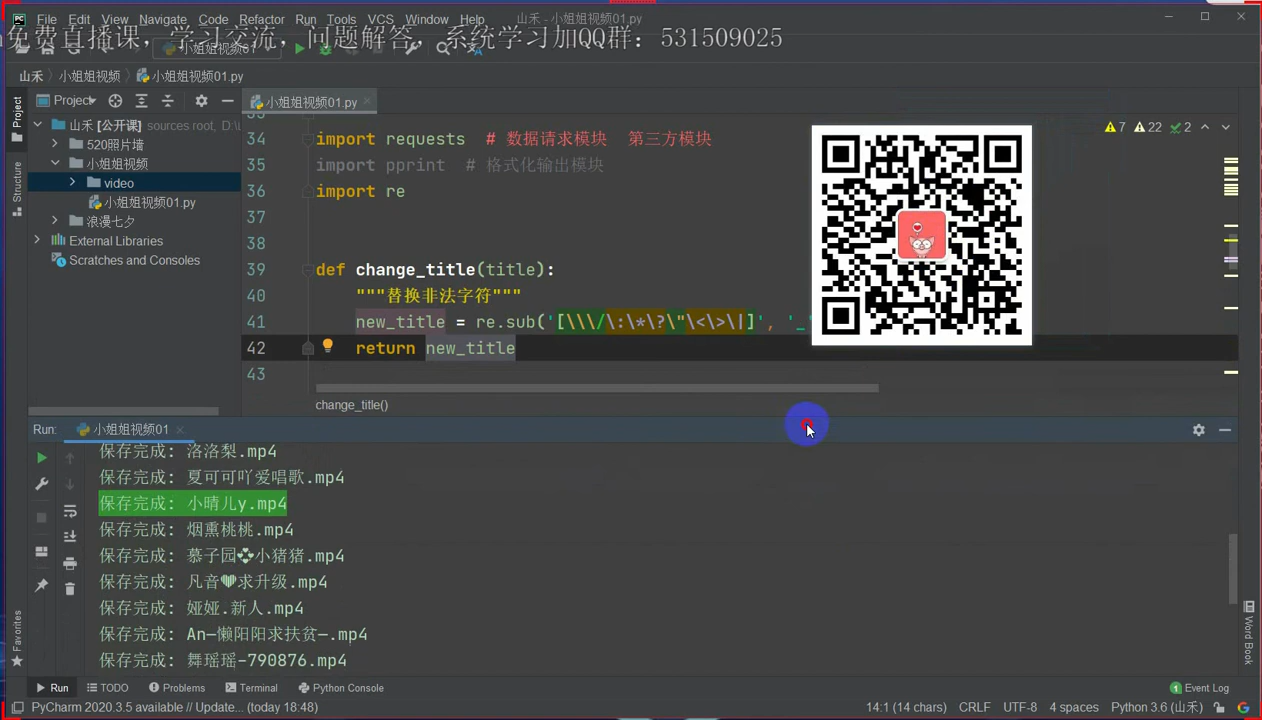 File Edit View Navigate Code Refactor Run Tools VCS Window Help 山禾 - 小姐姐视频01.py
免费直播课，学习交流，问题解答，系统学习加QQ群：531509025
山禾 小姐姐视频 小姐姐视频01.py
Project 小姐姐视频01.py
山禾 [公开课] sources root, D:\
520照片墙
小姐姐视频
video
小姐姐视频01.py
浪漫七夕
External Libraries
Scratches and Consoles
Project
Structure
Favorites
7 22 2
33
34 import requests # 数据请求模块 第三方模块
35 import pprint # 格式化输出模块
36 import re
37
38
39 def change_title(title):
40 """替换非法字符"""
41 new_title = re.sub('[\\\/\:\*\?\"\<\>\|]', '_'
42 return new_title
43
change_title()
Run: 小姐姐视频01
保存完成: 洛洛梨.mp4
保存完成: 夏可可吖爱唱歌.mp4
保存完成: 小晴儿y.mp4
保存完成: 烟熏桃桃.mp4
保存完成: 慕子园💞小猪猪.mp4
保存完成: 凡音❤求升级.mp4
保存完成: 娅娅.新人.mp4
保存完成: An—懒阳阳求扶贫—.mp4
保存完成: 舞瑶瑶-790876.mp4
Word Book
Run TODO Problems Terminal Python Console 1 Event Log
PyCharm 2020.3.5 available // Update... (today 18:48) 14:1 (14 chars) CRLF UTF-8 4 spaces Python 3.6 (山禾)